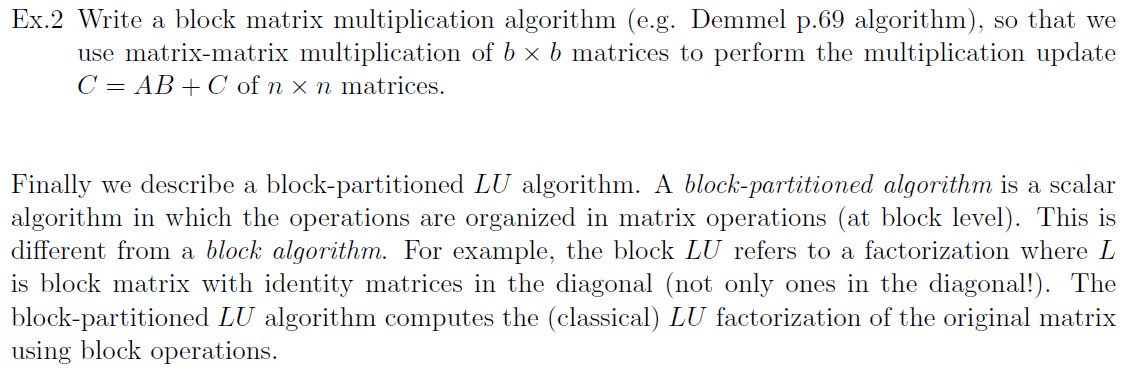 Ex.2 Write a block matrix multiplication algorithm (e.g. Demmel p.69 algorithm), so that we
use matrix-matrix multiplication of b × b matrices to perform the multiplication update
C = AB + C of n × n matrices.
Finally we describe a block-partitioned LU algorithm. A block-partitioned algorithm is a scalar
algorithm in which the operations are organized in matrix operations (at block level). This is
different from a block algorithm. For example, the block LU refers to a factorization where L
is block matrix with identity matrices in the diagonal (not only ones in the diagonal!). The
block-partitioned LU algorithm computes the (classical) LU factorization of the original matrix
using block operations.